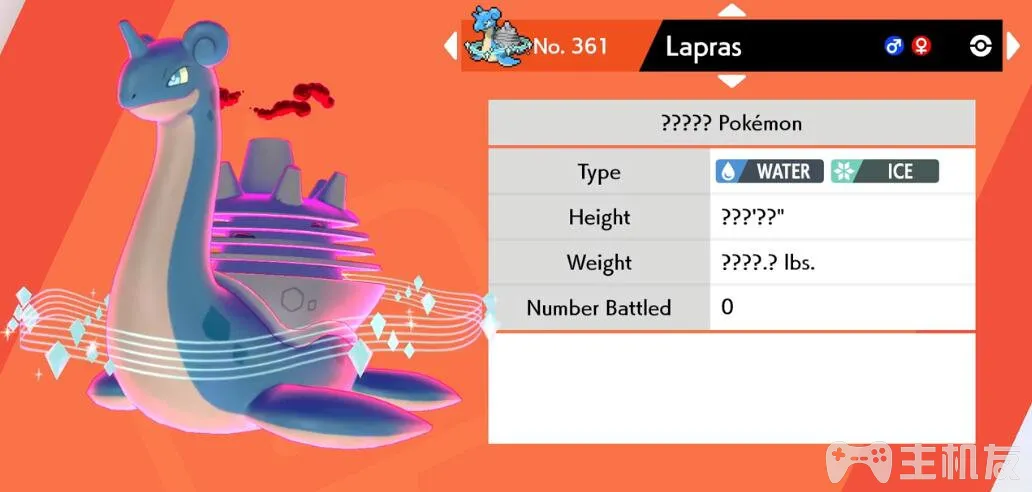 No. 361 Lapras
????? Pokémon
Type WATER ICE
Height ???'??"
Weight ????.? lbs.
Number Battled 0
主机友